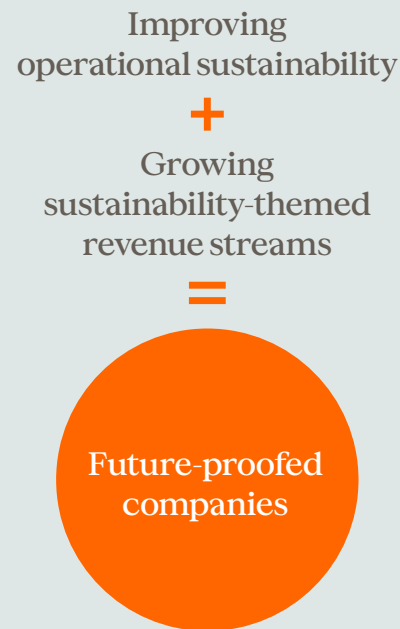 Improving
operational sustainability
+
Growing
sustainability-themed
revenue streams
=
Future-proofed
companies